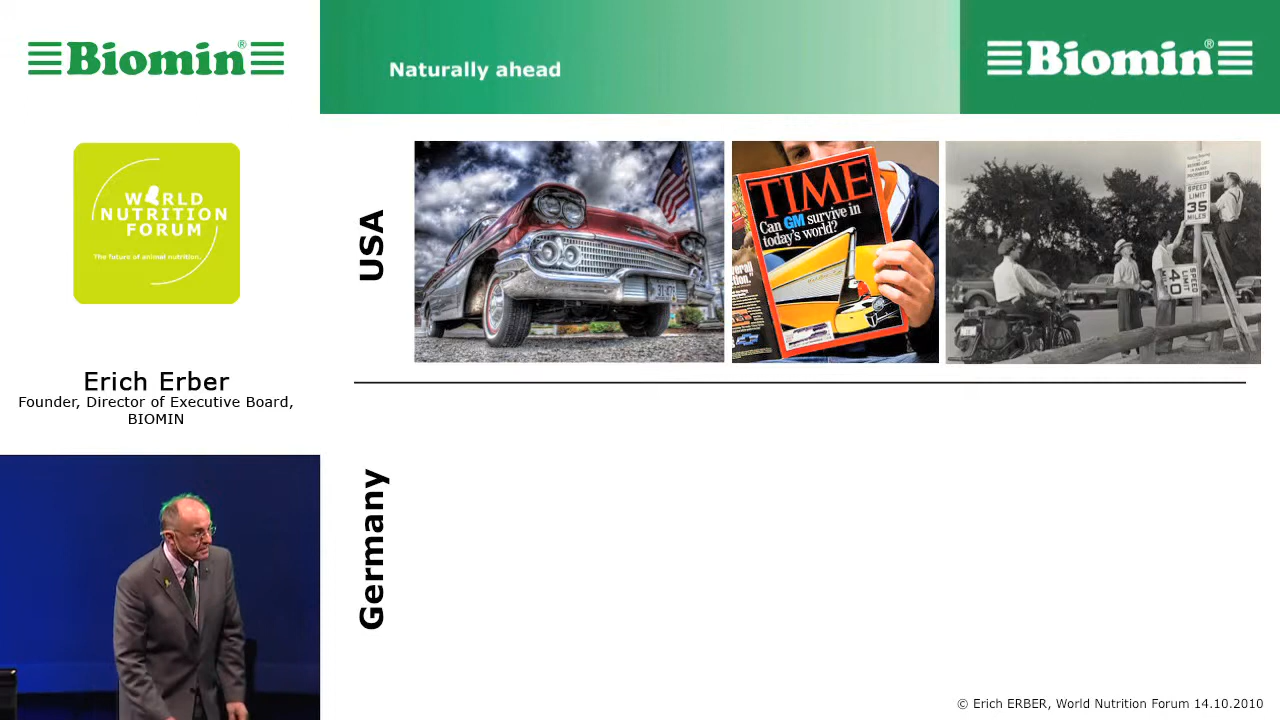 Biomin®
Naturally ahead
Biomin®
WORLD
NUTRITION
FORUM
The future of animal nutrition.
Erich Erber
Founder, Director of Executive Board,
BIOMIN
USA
TIME
Can GM survive in
today's world?
SPEED
LIMIT
35
MILES
SPEED
LIMIT
40
Germany
© Erich ERBER, World Nutrition Forum 14.10.2010